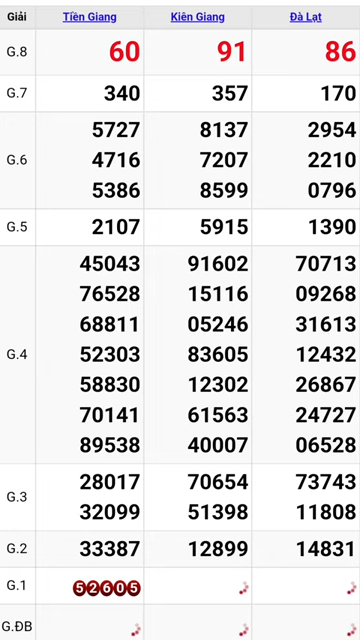 Giải Tiền Giang Kiên Giang Đà Lạt
G.8 60 91 86
G.7 340 357 170
5727 8137 2954
G.6 4716 7207 2210
5386 8599 0796
G.5 2107 5915 1390
45043 91602 70713
76528 15116 09268
68811 05246 31613
G.4 52303 83605 12432
58830 12302 26867
70141 61563 24727
89538 40007 06528
G.3 28017 70654 73743
32099 51398 11808
G.2 33387 12899 14831
G.1 52605
G.ĐB